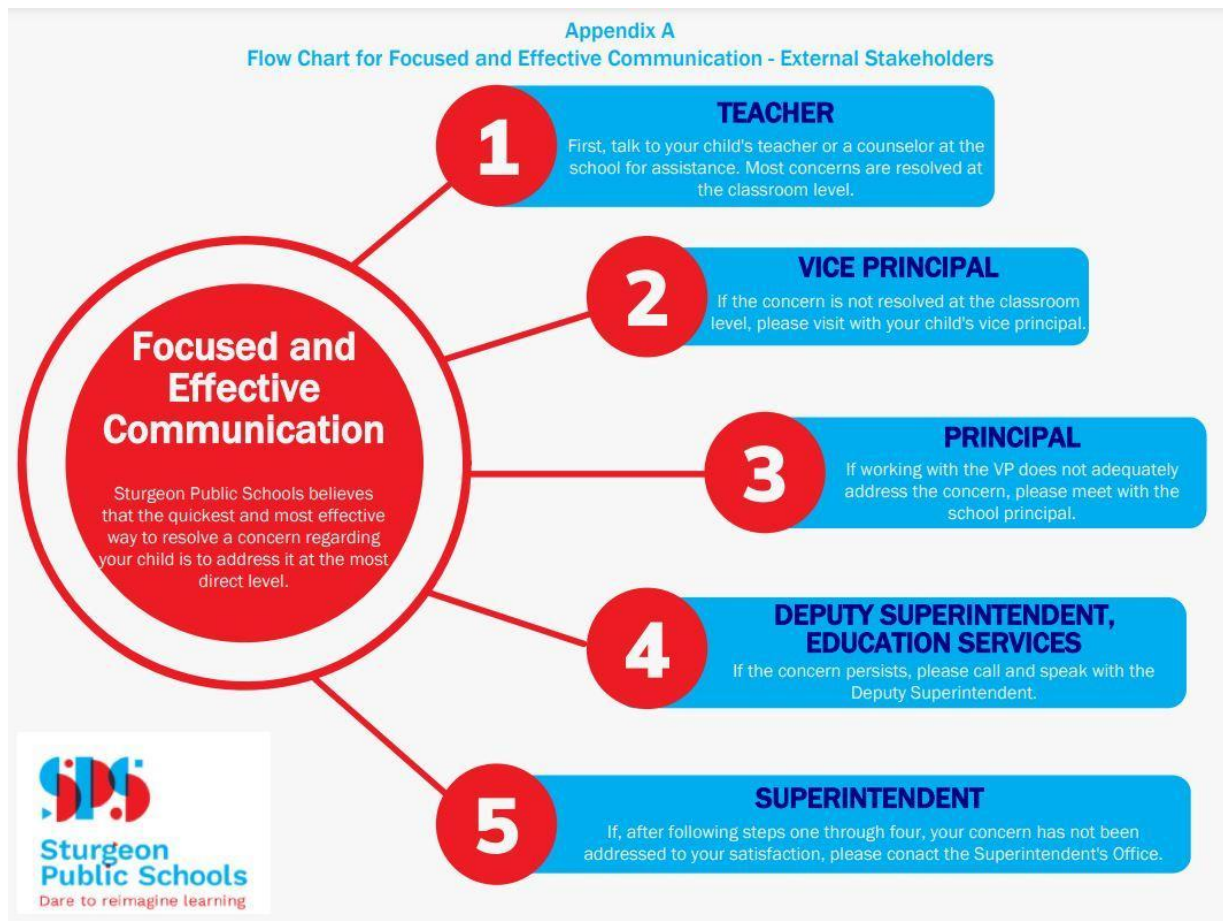 Appendix A
Flow Chart for Focused and Effective Communication - External Stakeholders
1
TEACHER
First, talk to your child's teacher or a counselor at the
school for assistance. Most concerns are resolved at
the classroom level.
2
VICE PRINCIPAL
If the concern is not resolved at the classroom
level, please visit with your child's vice principal.
Focused and
Effective
Communication
Sturgeon Public Schools believes
that the quickest and most effective
way to resolve a concern regarding
your child is to address it at the most
direct level.
3
PRINCIPAL
If working with the VP does not adequately
address the concern, please meet with the
school principal.
4
DEPUTY SUPERINTENDENT,
EDUCATION SERVICES
If the concern persists, please call and speak with the
Deputy Superintendent.
5
SUPERINTENDENT
If, after following steps one through four, your concern has not been
addressed to your satisfaction, please conact the Superintendent's Office.
SPS
Sturgeon
Public Schools
Dare to reimagine learning